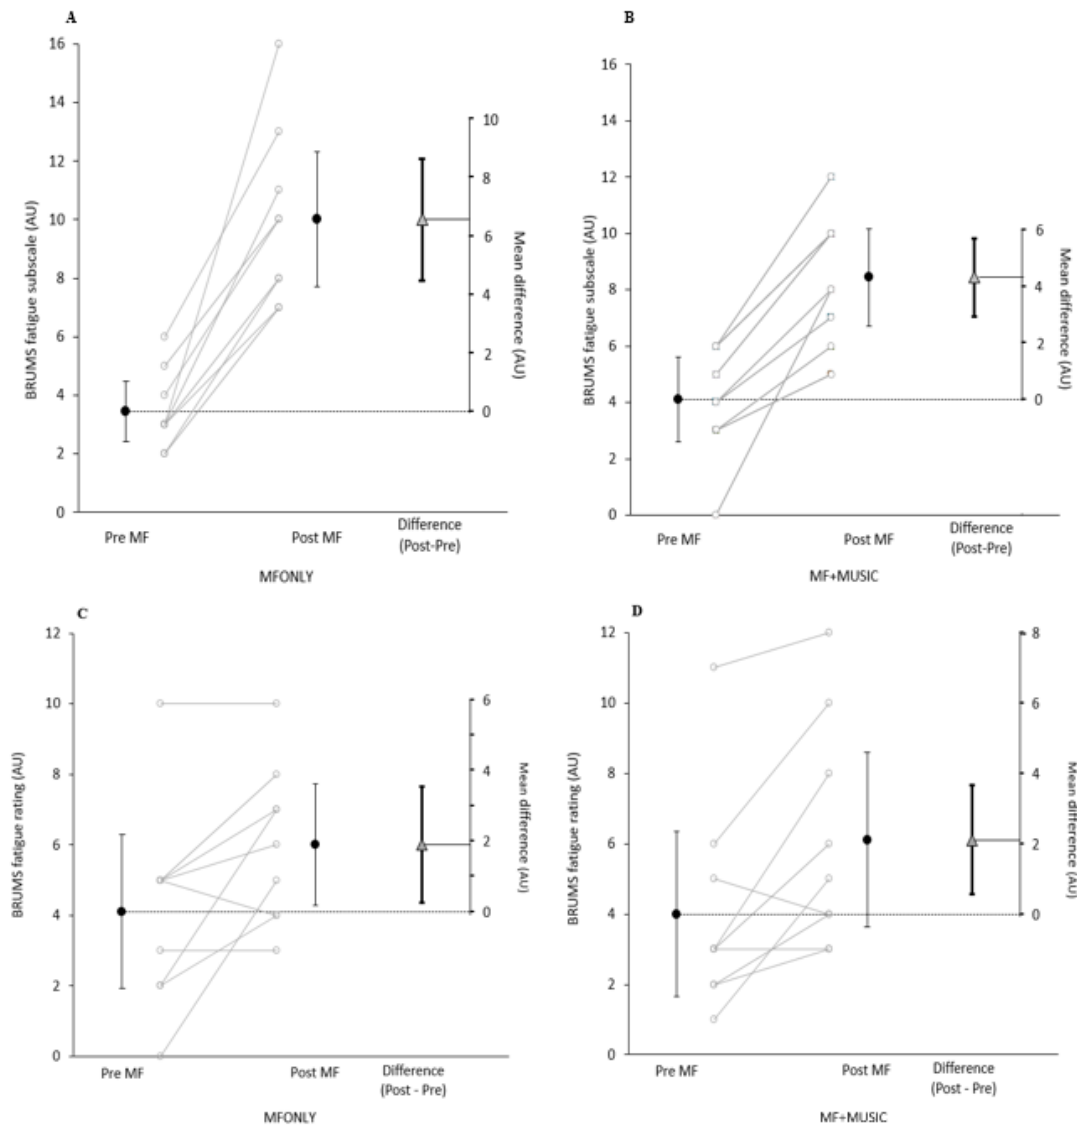 A
BRUMS fatigue subscale (AU)
16
14
12
10
8
6
4
2
0
10
8
6
4
2
0
Mean difference (AU)
Pre MF
Post MF
Difference
(Post-Pre)
MFONLY
B
BRUMS fatigue subscale (AU)
16
14
12
10
8
6
4
2
0
6
4
2
0
Mean difference (AU)
Pre MF
Post MF
Difference
(Post-Pre)
MF+MUSIC
C
BRUMS fatigue rating (AU)
12
10
8
6
4
2
0
6
4
2
0
Mean difference (AU)
Pre MF
Post MF
Difference
(Post - Pre)
MFONLY
D
BRUMS fatigue rating (AU)
12
10
8
6
4
2
0
8
6
4
2
0
Mean difference (AU)
Pre MF
Post MF
Difference
(Post - Pre)
MF+MUSIC